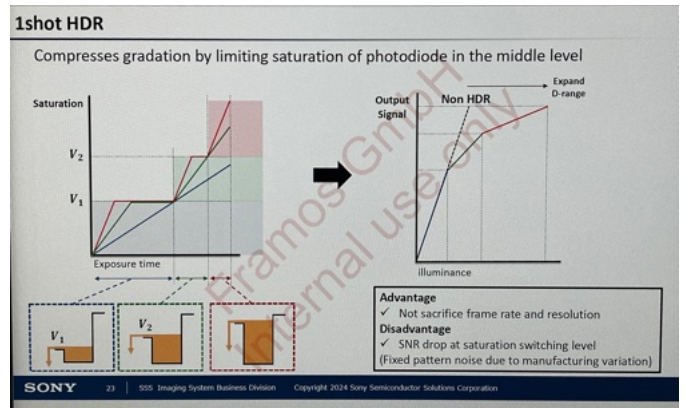 1shot HDR
Compresses gradation by limiting saturation of photodiode in the middle level
Saturation
V2
V1
Exposure time
V1
V2
Output
Signal
Non HDR
Expand
D-range
illuminance
Advantage
✓ Not sacrifice frame rate and resolution
Disadvantage
✓ SNR drop at saturation switching level
(Fixed pattern noise due to manufacturing variation)
Framos GmbH
Internal use only
SONY
23 | SSS Imaging System Business Division Copyright 2024 Sony Semiconductor Solutions Corporation